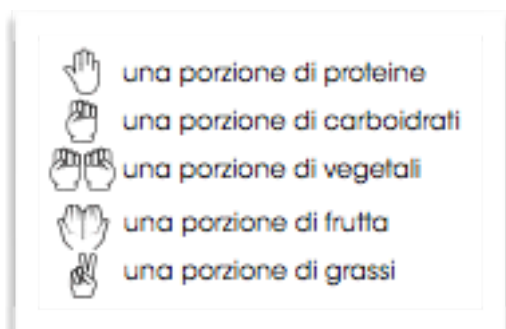 una porzione di proteine
una porzione di carboidrati
una porzione di vegetali
una porzione di frutta
una porzione di grassi